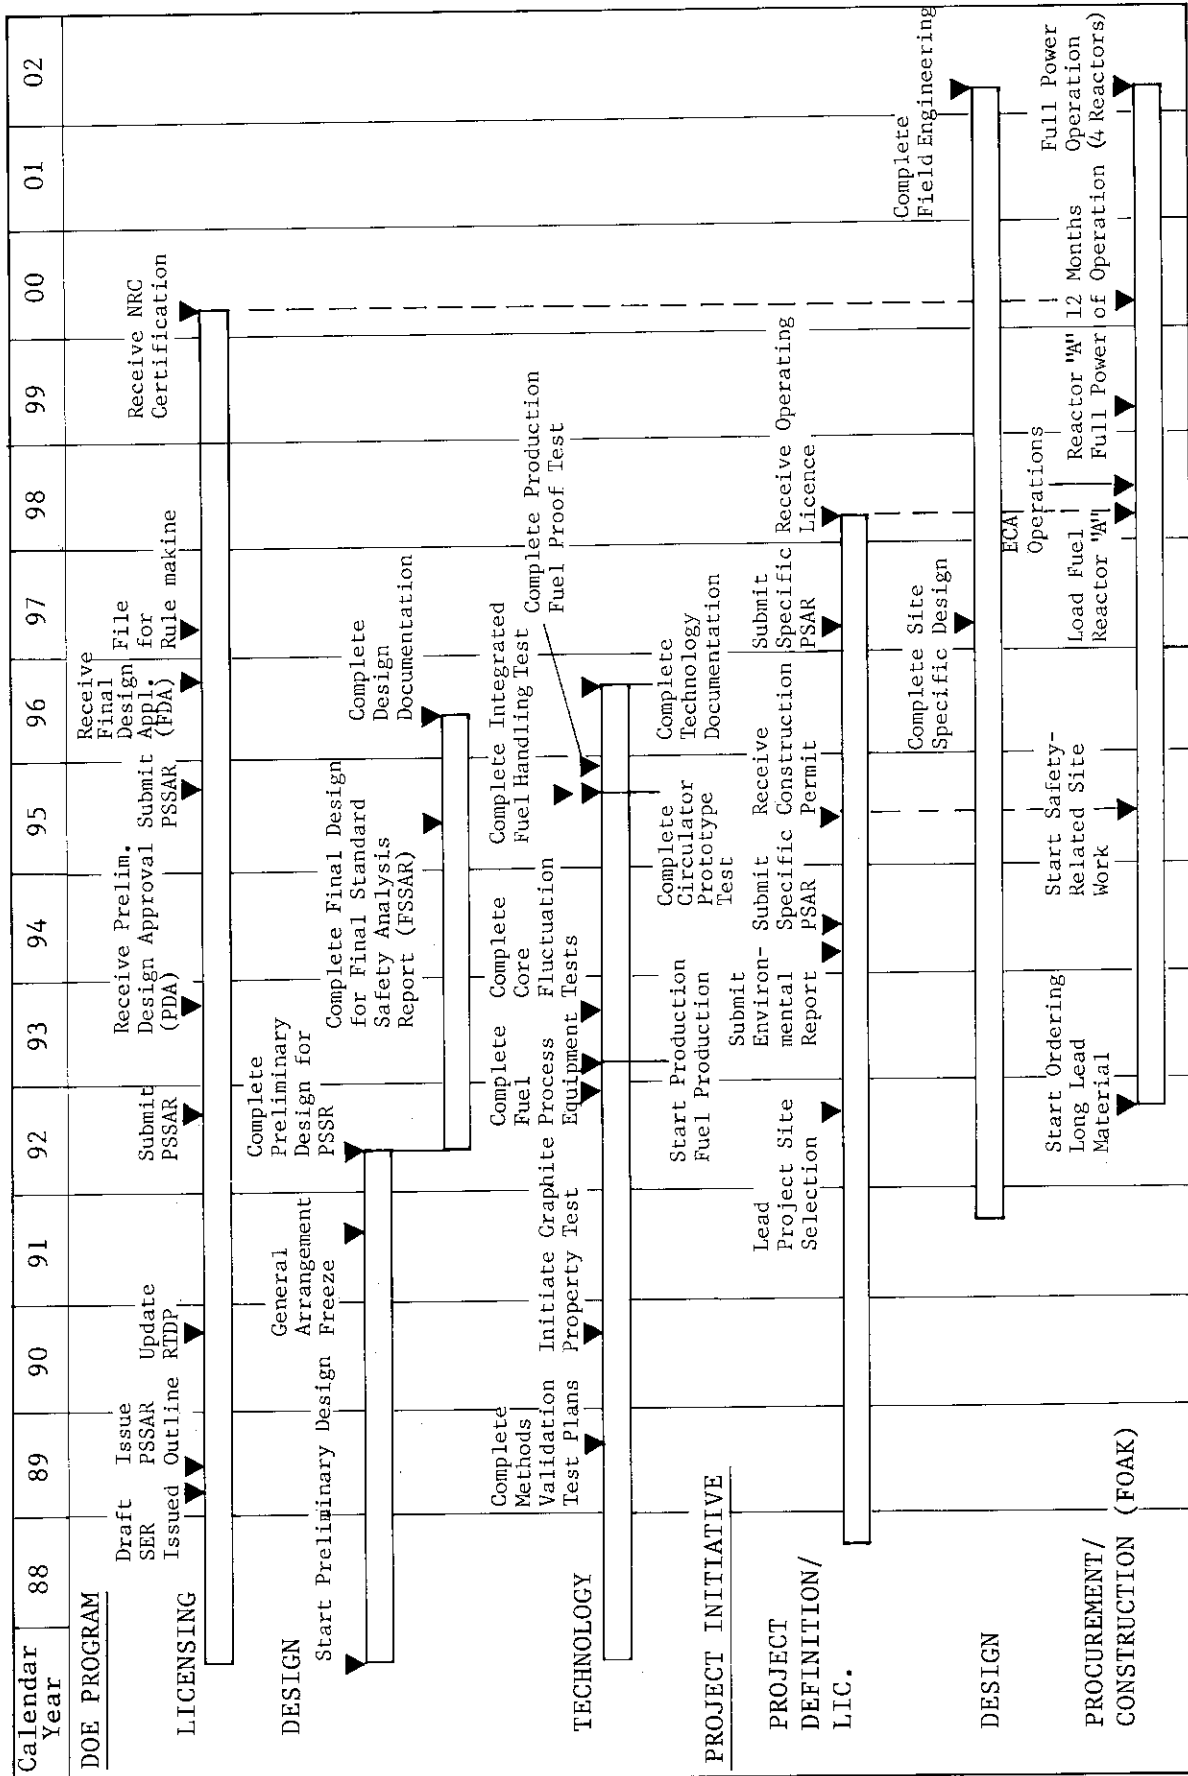 Calendar
Year
88
89
90
91
92
93
94
95
96
97
98
99
00
01
02
DOE PROGRAM
LICENSING
Draft
SER
Issued
Issue
PSSAR
Outline
Update
RTDP
Submit
PSSAR
Receive Prelim.
Design Approval
(PDA)
Submit
PSSAR
Receive
Final
Design
Appl.
(FDA)
File
for
Rule makine
Receive NRC
Certification
DESIGN
Start Preliminary Design
General
Arrangement
Freeze
Complete
Preliminary
Design for
PSSR
Complete Final Design
for Final Standard
Safety Analysis
Report (FSSAR)
Complete
Design
Documentation
TECHNOLOGY
Complete
Methods
Validation
Test Plans
Initiate Graphite
Property Test
Complete
Fuel
Process
Equipment
Start Production
Fuel Production
Complete
Core
Fluctuation
Tests
Complete
Circulator
Prototype
Test
Complete Integrated
Fuel Handling Test
Complete Production
Fuel Proof Test
Complete
Technology
Documentation
PROJECT INITIATIVE
PROJECT
DEFINITION/
LIC.
Lead
Project Site
Selection
Submit
Environ-
mental
Report
Submit
Specific
PSAR
Receive
Construction
Permit
Submit
Specific
PSAR
Receive Operating
Licence
DESIGN
Complete Site
Specific Design
Complete
Field Engineering
PROCUREMENT/
CONSTRUCTION (FOAK)
Start Ordering
Long Lead
Material
Start Safety-
Related Site
Work
Load Fuel
Reactor "A"
ECA
Operations
Reactor "A"
Full Power
12 Months
of Operation
Full Power
Operation
(4 Reactors)